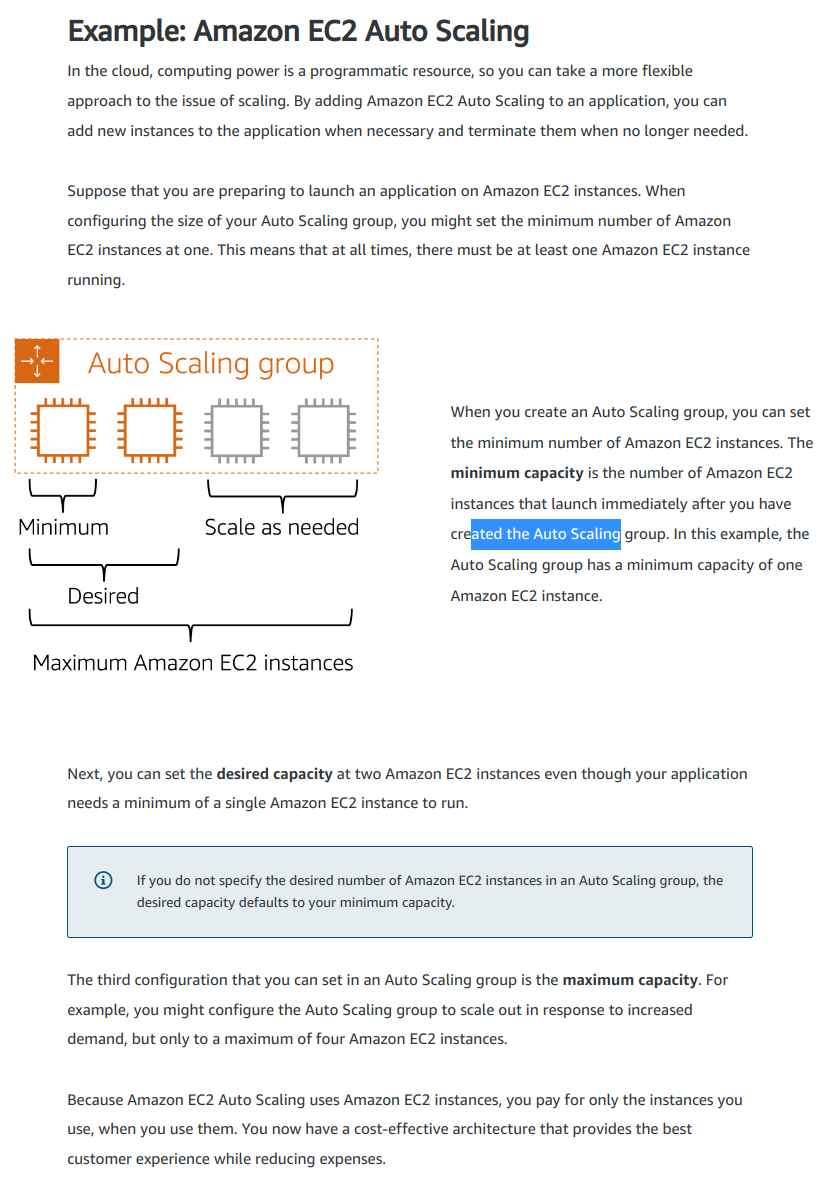 Example: Amazon EC2 Auto Scaling
In the cloud, computing power is a programmatic resource, so you can take a more flexible
approach to the issue of scaling. By adding Amazon EC2 Auto Scaling to an application, you can
add new instances to the application when necessary and terminate them when no longer needed.
Suppose that you are preparing to launch an application on Amazon EC2 instances. When
configuring the size of your Auto Scaling group, you might set the minimum number of Amazon
EC2 instances at one. This means that at all times, there must be at least one Amazon EC2 instance
running.
Auto Scaling group
Minimum
Scale as needed
Desired
Maximum Amazon EC2 instances
When you create an Auto Scaling group, you can set
the minimum number of Amazon EC2 instances. The
minimum capacity is the number of Amazon EC2
instances that launch immediately after you have
created the Auto Scaling group. In this example, the
Auto Scaling group has a minimum capacity of one
Amazon EC2 instance.
Next, you can set the desired capacity at two Amazon EC2 instances even though your application
needs a minimum of a single Amazon EC2 instance to run.
If you do not specify the desired number of Amazon EC2 instances in an Auto Scaling group, the
desired capacity defaults to your minimum capacity.
The third configuration that you can set in an Auto Scaling group is the maximum capacity. For
example, you might configure the Auto Scaling group to scale out in response to increased
demand, but only to a maximum of four Amazon EC2 instances.
Because Amazon EC2 Auto Scaling uses Amazon EC2 instances, you pay for only the instances you
use, when you use them. You now have a cost-effective architecture that provides the best
customer experience while reducing expenses.